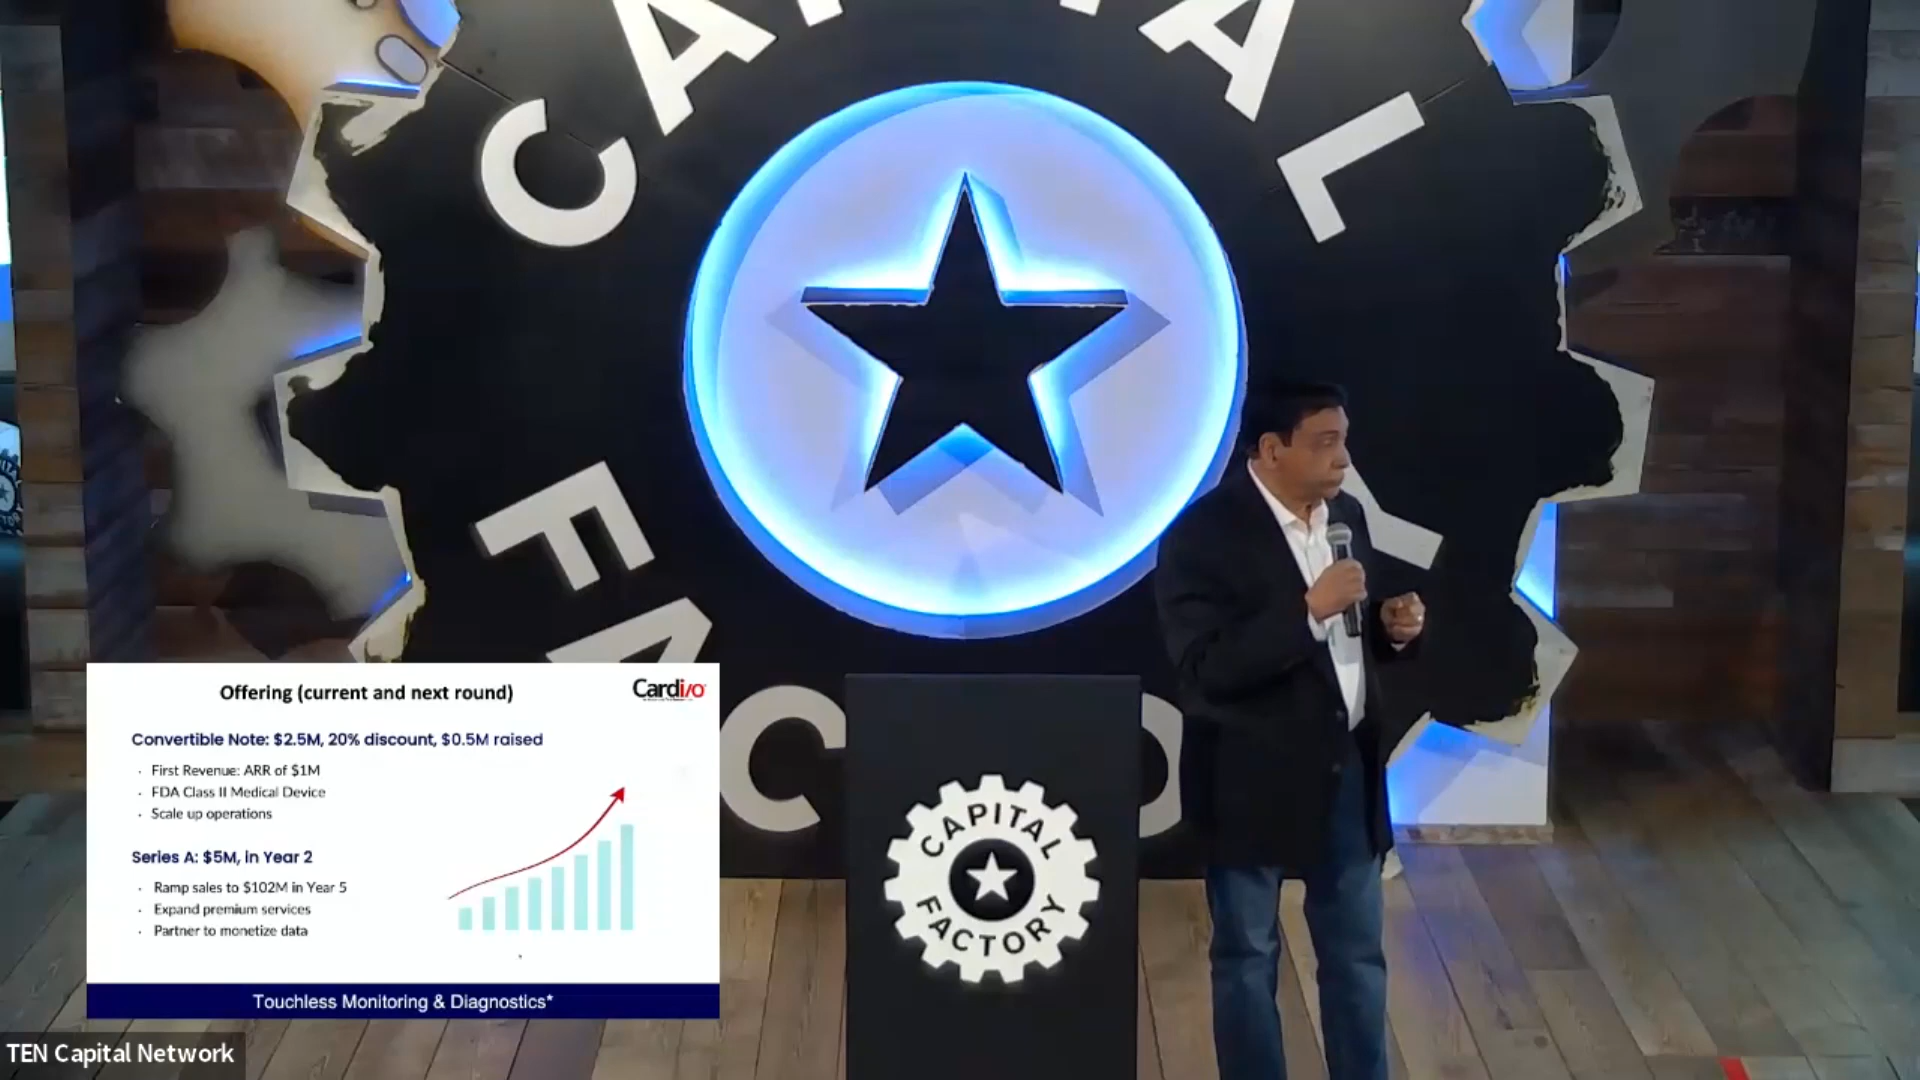 CAPITAL
FAC
Offering (current and next round)
Cardi/o
Convertible Note: $2.5M, 20% discount, $0.5M raised
· First Revenue: ARR of $1M
· FDA Class II Medical Device
· Scale up operations
Series A: $5M, in Year 2
· Ramp sales to $102M in Year 5
· Expand premium services
· Partner to monetize data
Touchless Monitoring & Diagnostics*
CAPITAL
FACTORY
TEN Capital Network